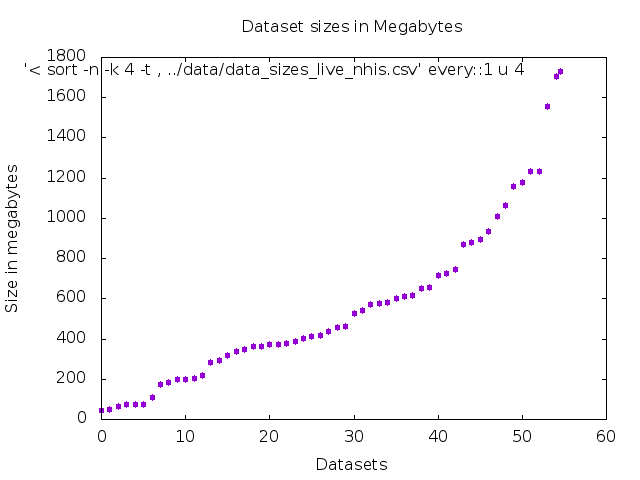 Dataset sizes in Megabytes
1800
'< sort -n -k 4 -t , ../data/data_sizes_live_nhis.csv' every::1 u 4
1600
1400
1200
1000
800
600
400
200
0
Size in megabytes
0 10 20 30 40 50 60
Datasets